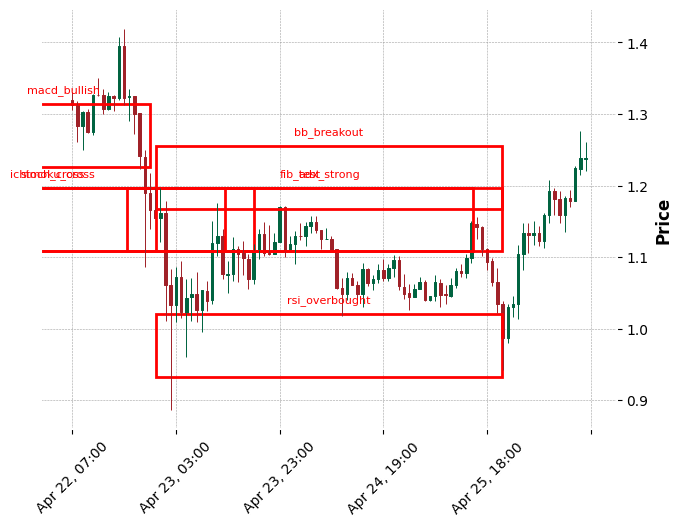 1.4
macd_bullish
1.3
bb_breakout
1.2
1.1
rsi_overbought
1.0
0.9
Price
Apr 22, 07:00
Apr 23, 03:00
Apr 23, 23:00
Apr 24, 19:00
Apr 25, 18:00